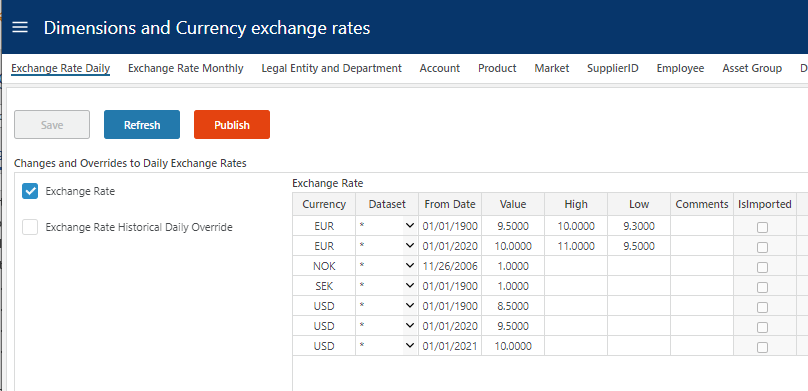 Dimensions and Currency exchange rates
Exchange Rate Daily Exchange Rate Monthly Legal Entity and Department Account Product Market SupplierID Employee Asset Group D
Save Refresh Publish
Changes and Overrides to Daily Exchange Rates
Exchange Rate
Exchange Rate Historical Daily Override
Exchange Rate
Currency Dataset From Date Value High Low Comments IsImported
EUR * 01/01/1900 9.5000 10.0000 9.3000
EUR * 01/01/2020 10.0000 11.0000 9.5000
NOK * 11/26/2006 1.0000
SEK * 01/01/1900 1.0000
USD * 01/01/1900 8.5000
USD * 01/01/2020 9.5000
USD * 01/01/2021 10.0000